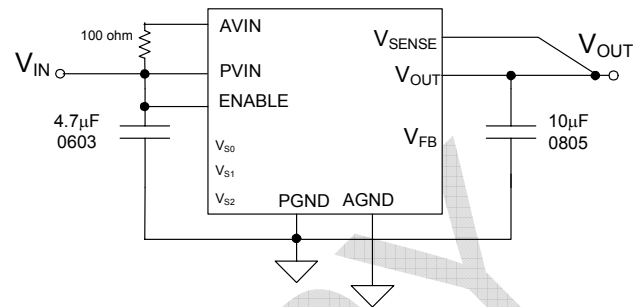 AVIN
100 ohm
V_SENSE
V_OUT
V_IN
PVIN
V_OUT
ENABLE
4.7μF
0603
10μF
0805
V_FB
V_S0
V_S1
V_S2
PGND AGND